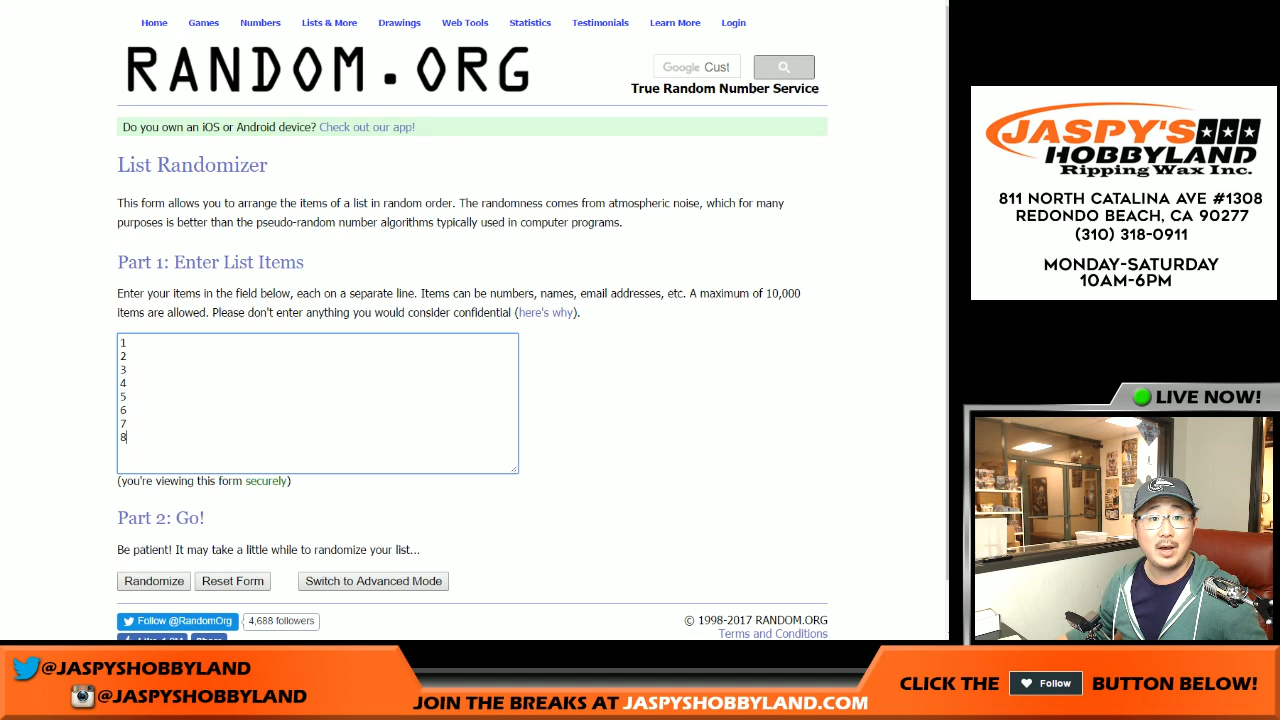 Home Games Numbers Lists & More Drawings Web Tools Statistics Testimonials Learn More Login
RANDOM.ORG
Google Cust
True Random Number Service
Do you own an iOS or Android device? Check out our app!
List Randomizer
This form allows you to arrange the items of a list in random order. The randomness comes from atmospheric noise, which for many
purposes is better than the pseudo-random number algorithms typically used in computer programs.
Part 1: Enter List Items
Enter your items in the field below, each on a separate line. Items can be numbers, names, email addresses, etc. A maximum of 10,000
items are allowed. Please don't enter anything you would consider confidential (here's why).
1
2
3
4
5
6
7
8
(you're viewing this form securely)
Part 2: Go!
Be patient! It may take a little while to randomize your list...
Randomize Reset Form Switch to Advanced Mode
Follow @RandomOrg 4,688 followers
© 1998-2017 RANDOM.ORG
Terms and Conditions
JASPY'S
HOBBYLAND
Ripping Wax Inc.
811 NORTH CATALINA AVE #1308
REDONDO BEACH, CA 90277
(310) 318-0911
MONDAY-SATURDAY
10AM-6PM
LIVE NOW!
@JASPYSHOBBYLAND
@JASPYSHOBBYLAND
JOIN THE BREAKS AT JASPYSHOBBYLAND.COM
CLICK THE Follow BUTTON BELOW!